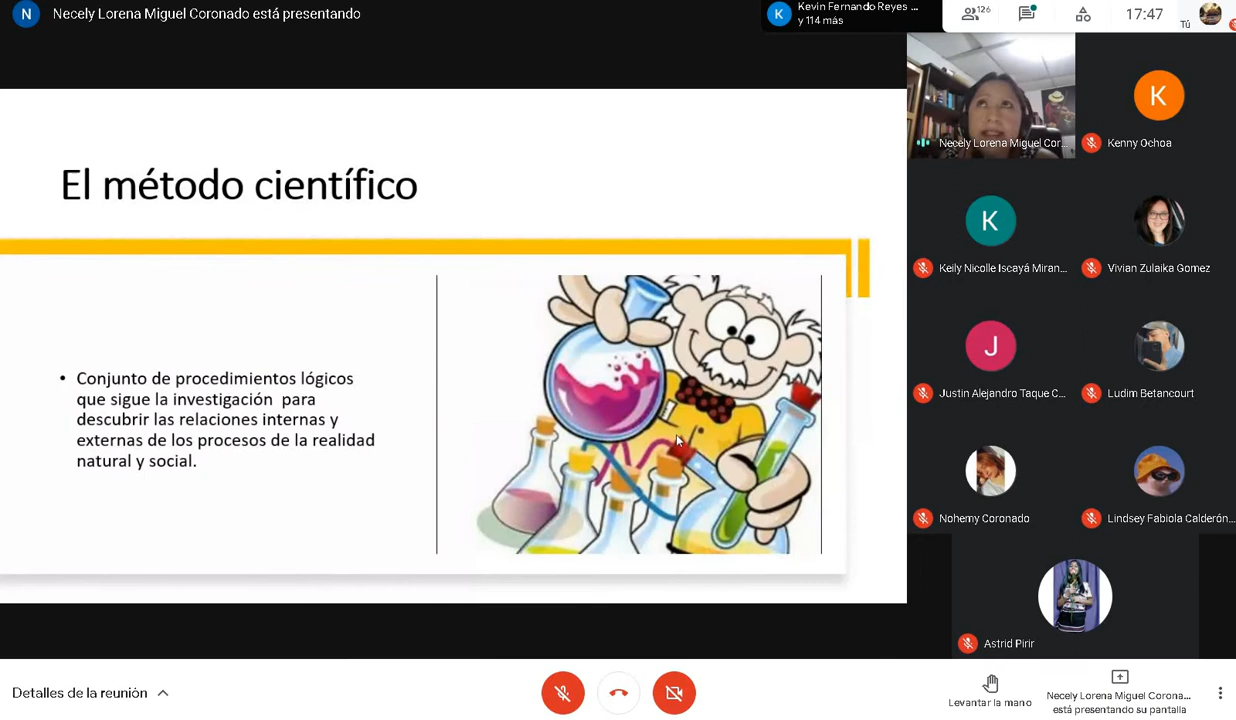 N
Necely Lorena Miguel Coronado está presentando
K
Kevin Fernando Reyes ...
y 114 más
126
17:47
Tú
El método científico
• Conjunto de procedimientos lógicos
que sigue la investigación para
descubrir las relaciones internas y
externas de los procesos de la realidad
natural y social.
Necely Lorena Miguel Cor...
K
Kenny Ochoa
K
Keily Nicolle Iscayá Miran...
Vivian Zulaika Gomez
J
Justin Alejandro Taque C...
Ludim Betancourt
Nohemy Coronado
Lindsey Fabiola Calderón...
Astrid Pirir
Detalles de la reunión
Levantar la mano
Necely Lorena Miguel Corona...
está presentando su pantalla